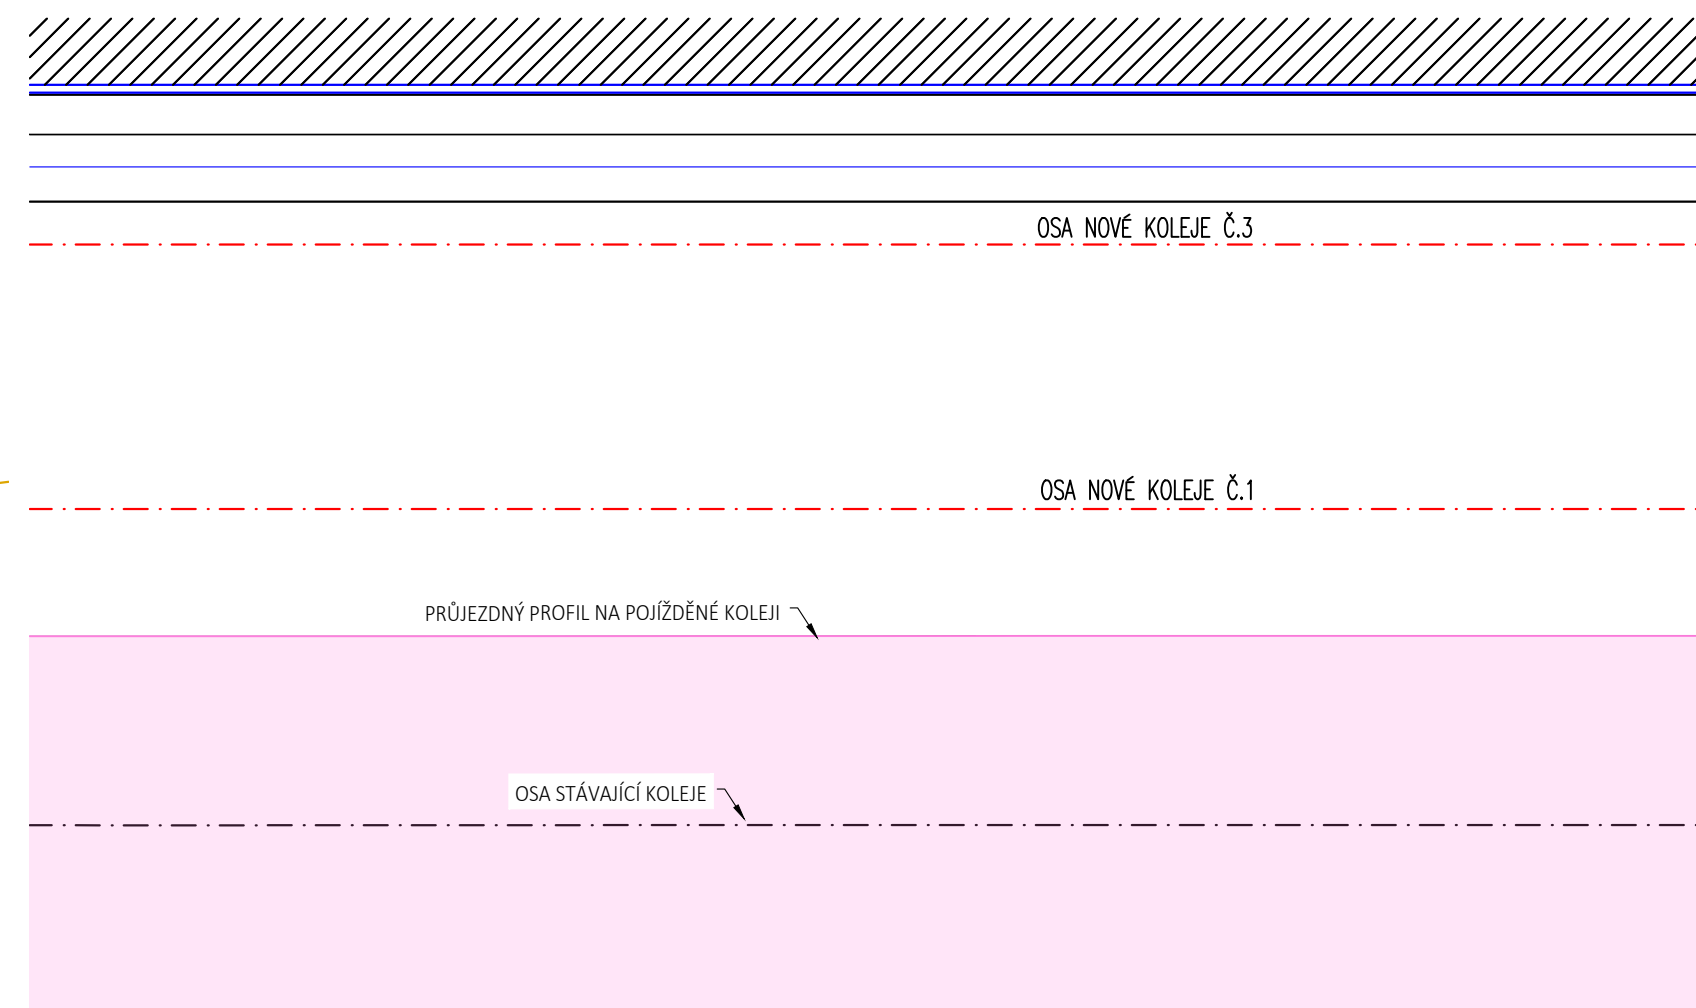 OSA NOVÉ KOLEJE Č.3
OSA NOVÉ KOLEJE Č.1
PRŮJEZDNÝ PROFIL NA POJÍŽDĚNÉ KOLEJI
OSA STÁVAJÍCÍ KOLEJE